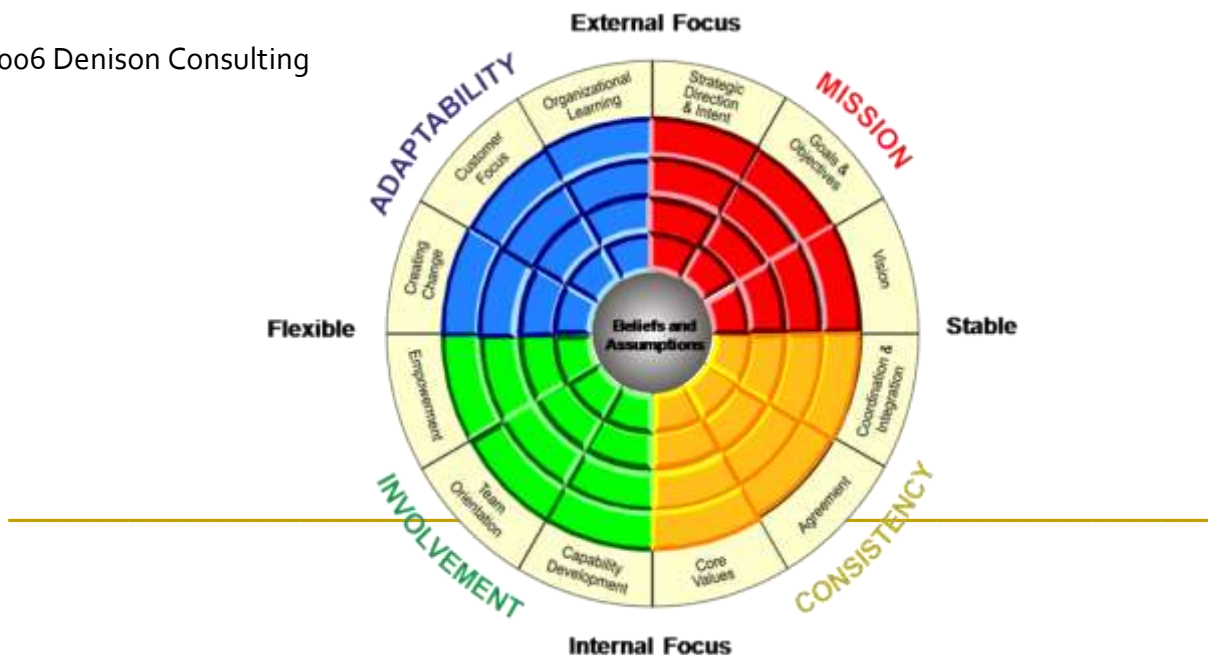 External Focus
006 Denison Consulting
ADAPTABILITY
MISSION
Organizational
Learning
Strategic
Direction
& Intent
Customer
Focus
Goals &
Objectives
Creating
Change
Vision
Flexible
Beliefs and
Assumptions
Stable
Empowerment
Coordination &
Integration
Team
Orientation
Agreement
Capability
Development
Core
Values
INVOLVEMENT
CONSISTENCY
Internal Focus